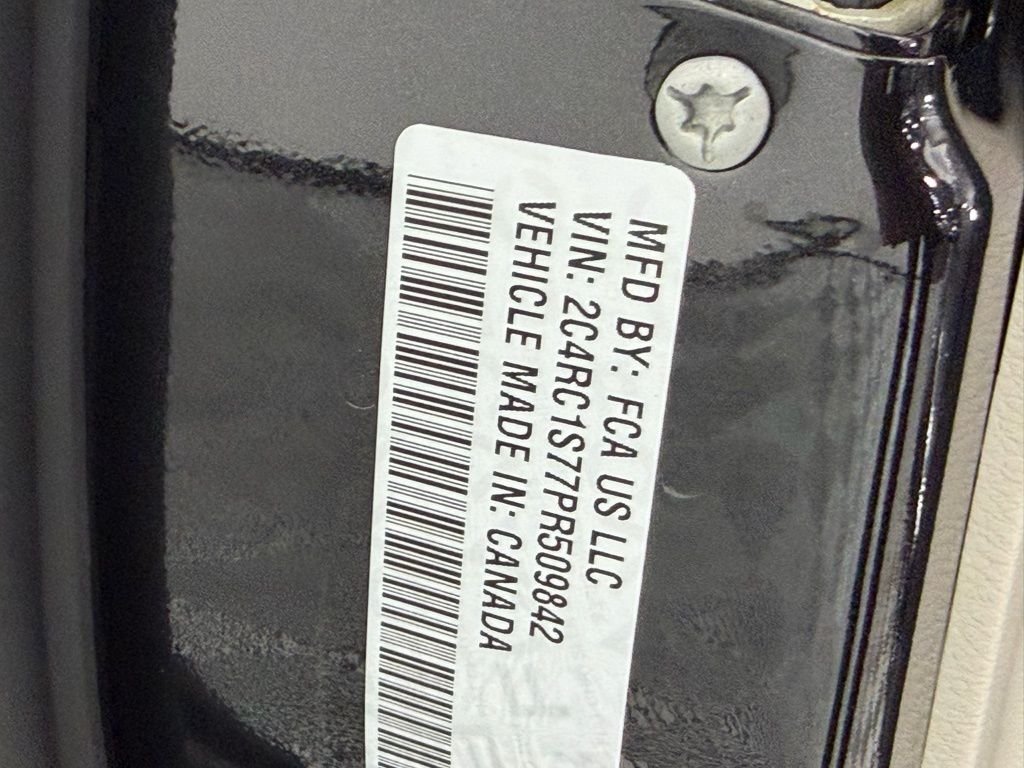 MFD BY: FCA US LLC
VIN: 2C4RC1S77PR509842
VEHICLE MADE IN: CANADA